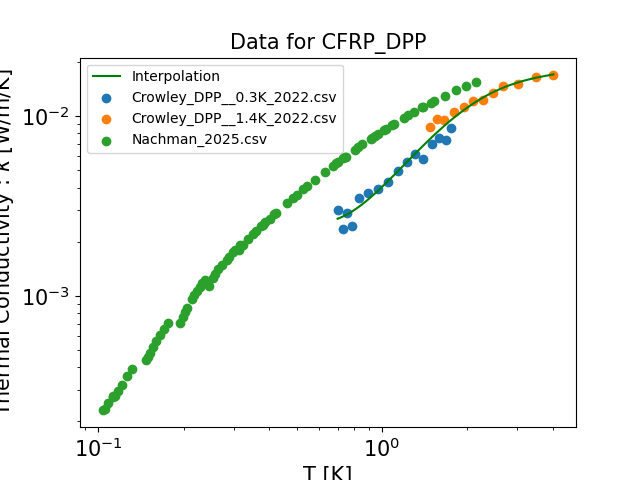 Data for CFRP_DPP
Interpolation
Crowley_DPP__0.3K_2022.csv
Crowley_DPP__1.4K_2022.csv
Nachman_2025.csv
Thermal Conductivity : k [W/m/K]
10⁻²
10⁻³
10⁻¹ 10⁰
T [K]